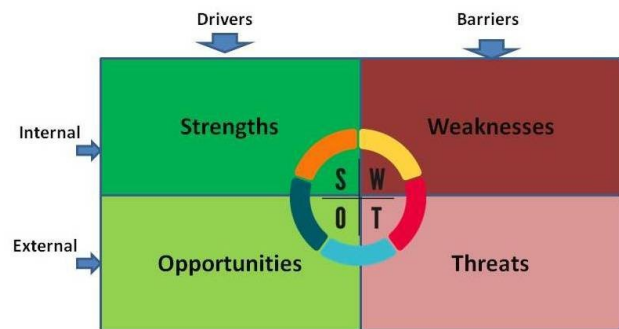 Drivers Barriers
Internal Strengths Weaknesses
S W
O T
External Opportunities Threats